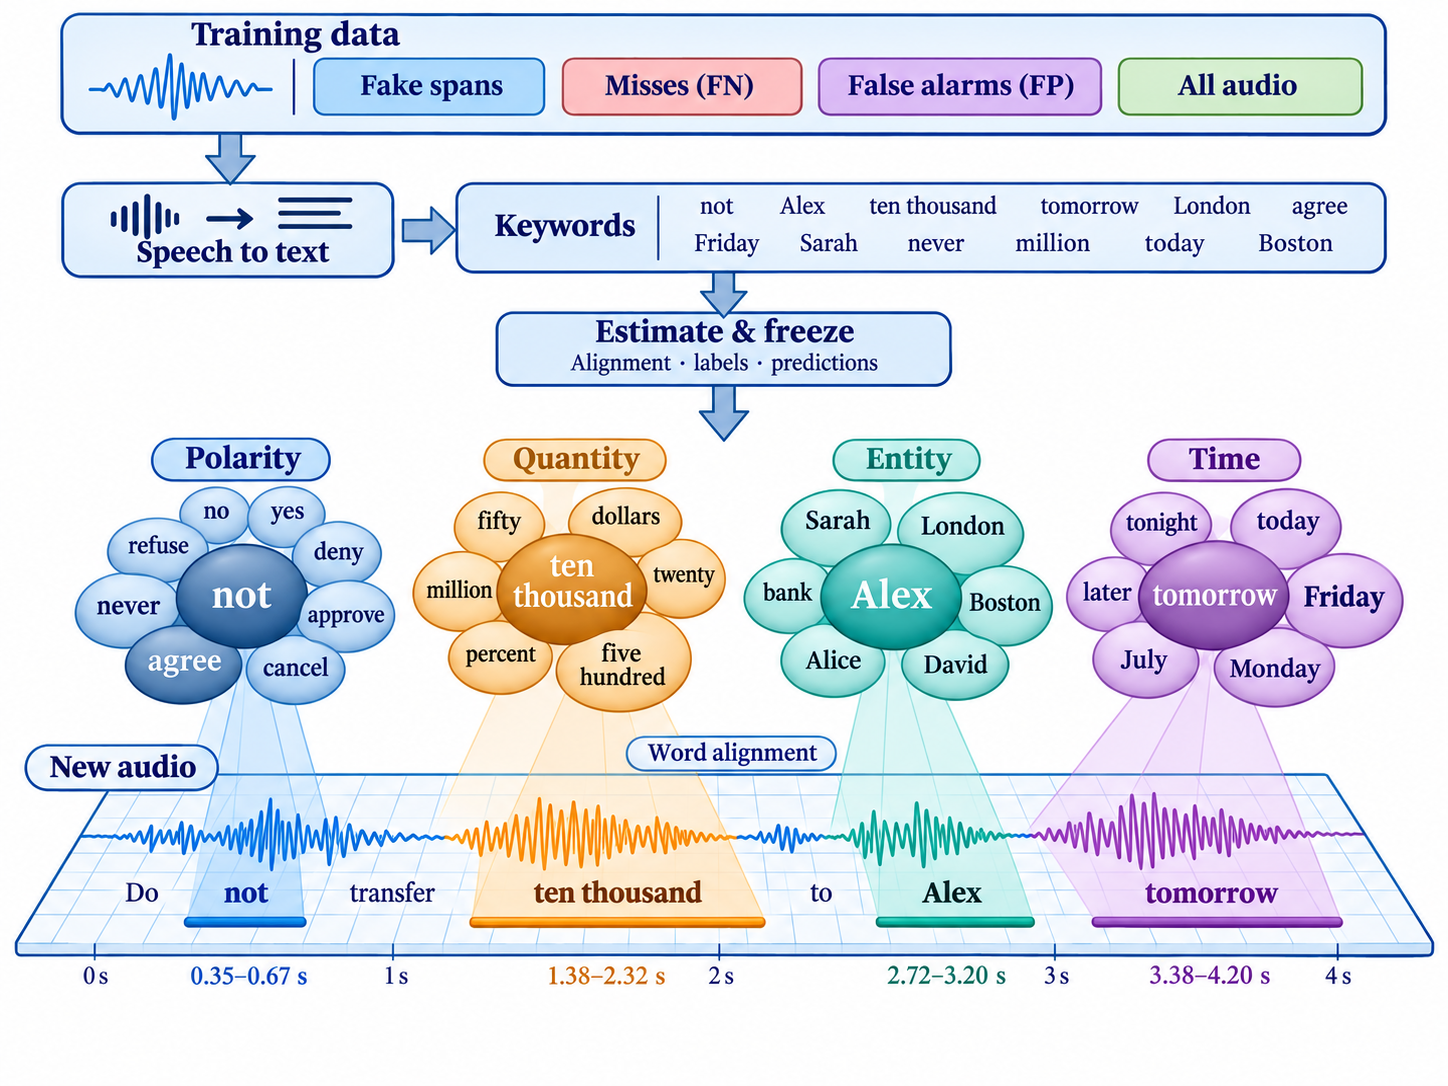 Training data
Fake spans
Misses (FN)
False alarms (FP)
All audio
Speech to text
Keywords
not Alex ten thousand tomorrow London agree
Friday Sarah never million today Boston
Estimate & freeze
Alignment · labels · predictions
Polarity
no
yes
refuse
deny
never
not
approve
agree
cancel
Quantity
fifty
dollars
million
ten
thousand
twenty
percent
five
hundred
Entity
Sarah
London
bank
Alex
Boston
Alice
David
Time
tonight
today
later
tomorrow
Friday
July
Monday
New audio
Word alignment
Do not transfer ten thousand to Alex tomorrow
0 s 0.35–0.67 s 1 s 1.38–2.32 s 2 s 2.72–3.20 s 3 s 3.38–4.20 s 4 s